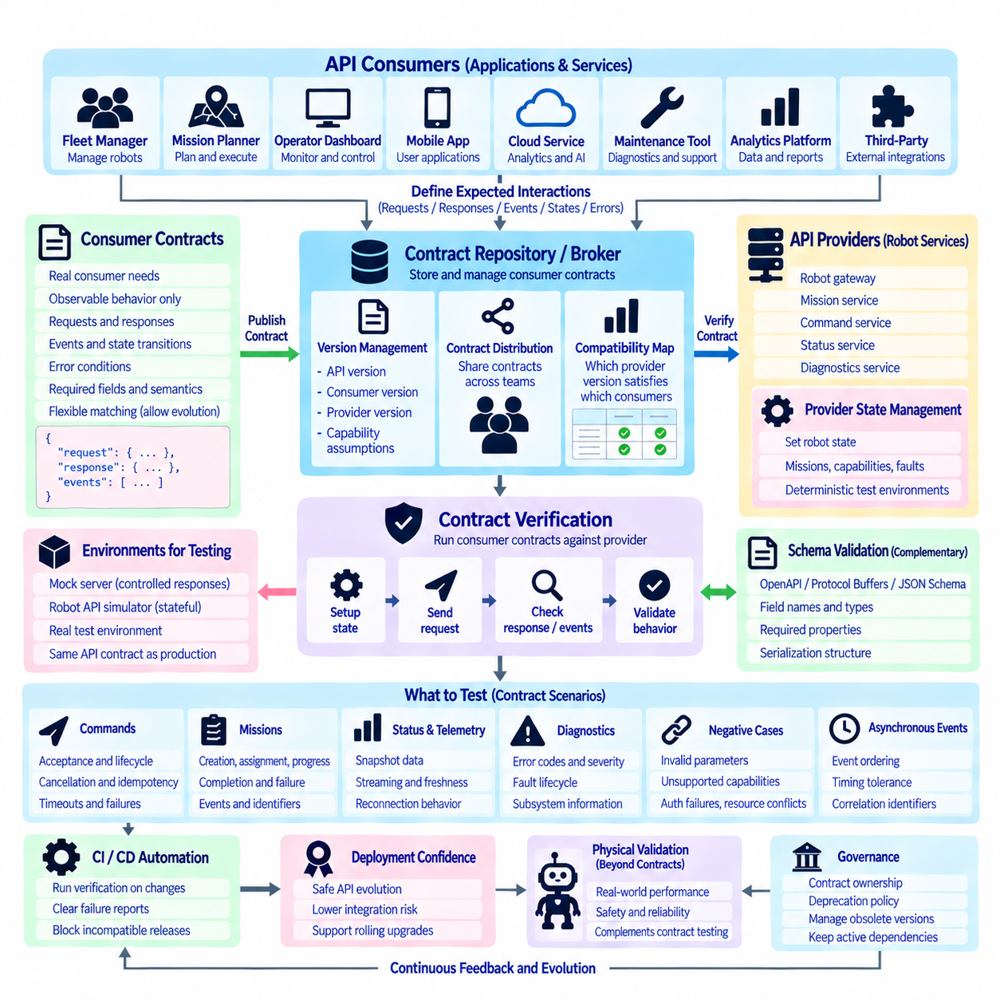 API Consumers (Applications & Services)
Fleet Manager
Manage robots
Mission Planner
Plan and execute
Operator Dashboard
Monitor and control
Mobile App
User applications
Cloud Service
Analytics and AI
Maintenance Tool
Diagnostics and support
Analytics Platform
Data and reports
Third-Party
External integrations
Define Expected Interactions
(Requests / Responses / Events / States / Errors)
Consumer Contracts
Real consumer needs
Observable behavior only
Requests and responses
Events and state transitions
Error conditions
Required fields and semantics
Flexible matching (allow evolution)
{
"request": { ... },
"response": { ... },
"events": [ ... ]
}
Publish
Contract
Contract Repository / Broker
Store and manage consumer contracts
Version Management
- API version
- Consumer version
- Provider version
- Capability
assumptions
Contract Distribution
Share contracts
across teams
Compatibility Map
Which provider
version satisfies
which consumers
Verify
Contract
API Providers (Robot Services)
Robot gateway
Mission service
Command service
Status service
Diagnostics service
Provider State Management
Set robot state
Missions, capabilities, faults
Deterministic test environments
Environments for Testing
Mock server (controlled responses)
Robot API simulator (stateful)
Real test environment
Same API contract as production
Contract Verification
Run consumer contracts against provider
Setup
state
Send
request
Check
response / events
Validate
behavior
Schema Validation (Complementary)
OpenAPI / Protocol Buffers / JSON Schema
Field names and types
Required properties
Serialization structure
What to Test (Contract Scenarios)
Commands
Acceptance and lifecycle
Cancellation and idempotency
Timeouts and failures
Missions
Creation, assignment, progress
Completion and failure
Events and identifiers
Status & Telemetry
Snapshot data
Streaming and freshness
Reconnection behavior
Diagnostics
Error codes and severity
Fault lifecycle
Subsystem information
Negative Cases
Invalid parameters
Unsupported capabilities
Auth failures, resource conflicts
Asynchronous Events
Event ordering
Timing tolerance
Correlation identifiers
CI / CD Automation
Run verification on changes
Clear failure reports
Block incompatible releases
Deployment Confidence
Safe API evolution
Lower integration risk
Support rolling upgrades
Physical Validation
(Beyond Contracts)
Real-world performance
Safety and reliability
Complements contract testing
Governance
Contract ownership
Deprecation policy
Manage obsolete versions
Keep active dependencies
Continuous Feedback and Evolution